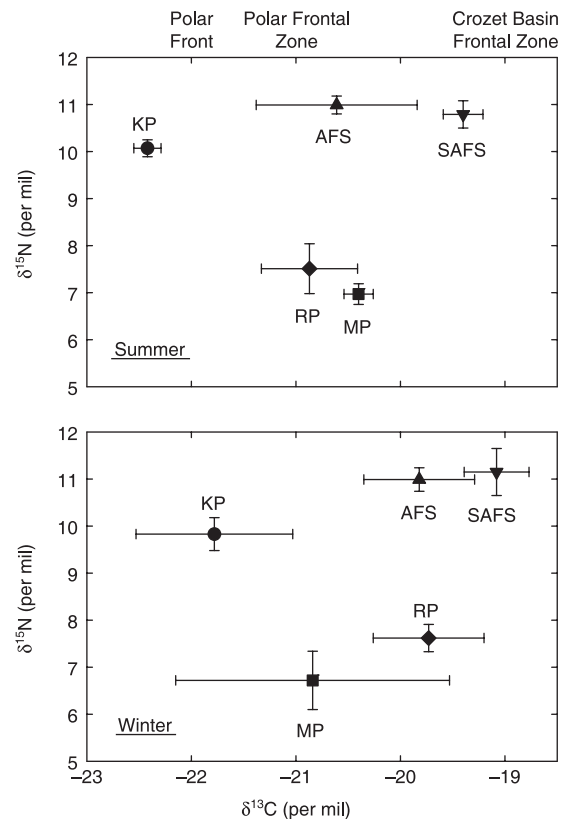 Polar Front
Polar Frontal Zone
Crozet Basin Frontal Zone
12
11
10
9
8
7
6
5
δ15N (per mil)
KP
AFS
SAFS
RP
MP
Summer
12
11
10
9
8
7
6
5
δ15N (per mil)
KP
AFS
SAFS
RP
MP
Winter
–23
–22
–21
–20
–19
δ13C (per mil)